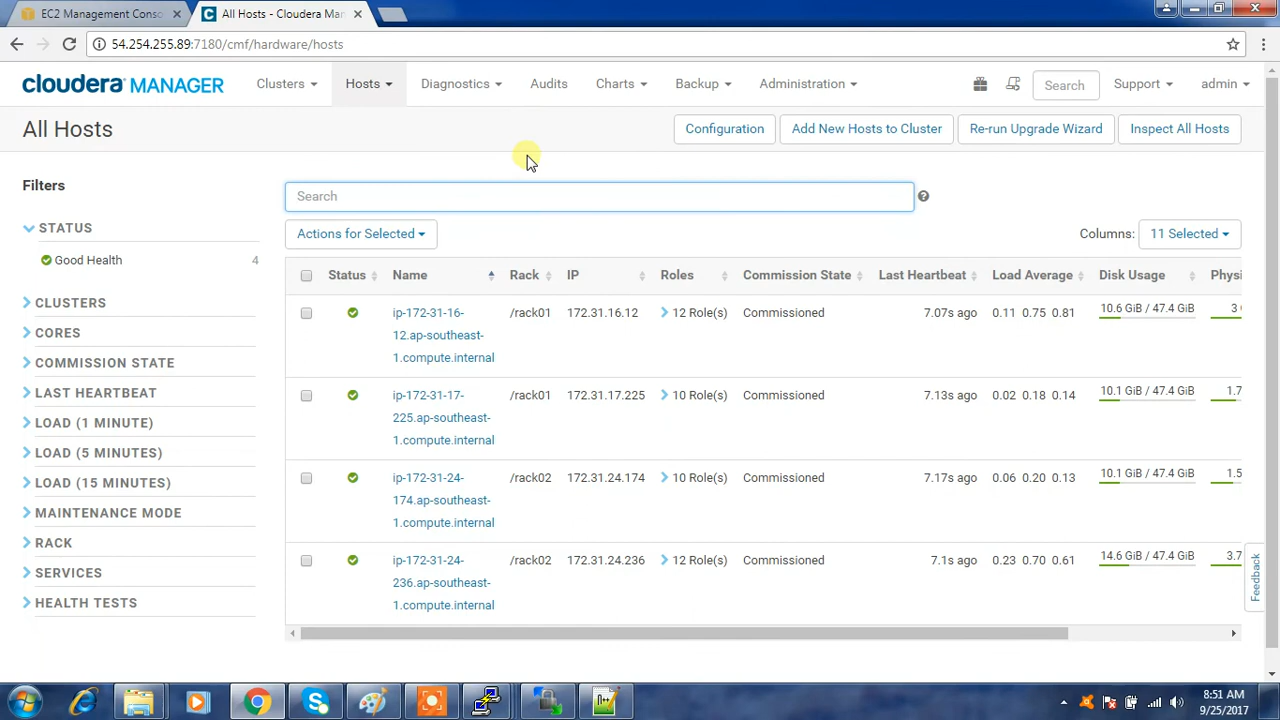 EC2 Management Conso
All Hosts - Cloudera Man
54.254.255.89:7180/cmf/hardware/hosts
cloudera MANAGER
Clusters
Hosts
Diagnostics
Audits
Charts
Backup
Administration
Search
Support
admin
All Hosts
Configuration
Add New Hosts to Cluster
Re-run Upgrade Wizard
Inspect All Hosts
Filters
STATUS
Good Health 4
CLUSTERS
CORES
COMMISSION STATE
LAST HEARTBEAT
LOAD (1 MINUTE)
LOAD (5 MINUTES)
LOAD (15 MINUTES)
MAINTENANCE MODE
RACK
SERVICES
HEALTH TESTS
Search
?
Actions for Selected
Columns: 11 Selected
Status Name Rack IP Roles Commission State Last Heartbeat Load Average Disk Usage Physi
ip-172-31-16- /rack01 172.31.16.12 12 Role(s) Commissioned 7.07s ago 0.11 0.75 0.81 10.6 GiB / 47.4 GiB 3
12.ap-southeast-
1.compute.internal
ip-172-31-17- /rack01 172.31.17.225 10 Role(s) Commissioned 7.13s ago 0.02 0.18 0.14 10.1 GiB / 47.4 GiB 1.7
225.ap-southeast-
1.compute.internal
ip-172-31-24- /rack02 172.31.24.174 10 Role(s) Commissioned 7.17s ago 0.06 0.20 0.13 10.1 GiB / 47.4 GiB 1.5
174.ap-southeast-
1.compute.internal
ip-172-31-24- /rack02 172.31.24.236 12 Role(s) Commissioned 7.1s ago 0.23 0.70 0.61 14.6 GiB / 47.4 GiB 3.7
236.ap-southeast-
1.compute.internal
Feedback
8:51 AM
9/25/2017